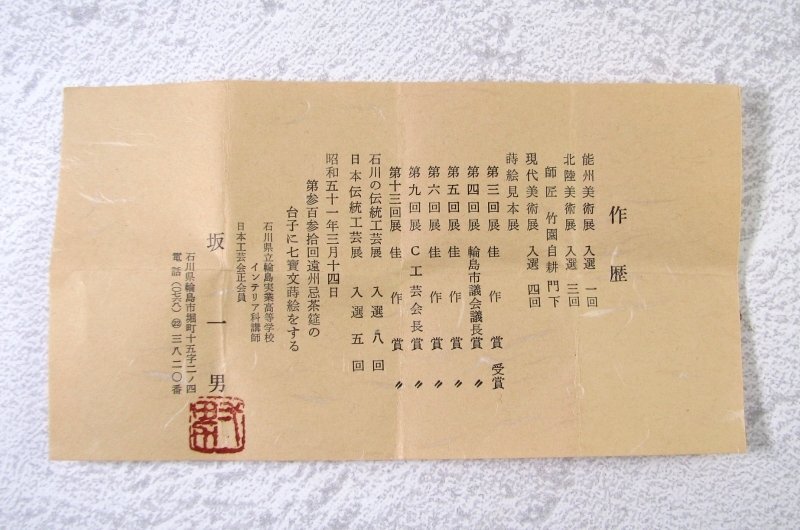 作歴
能州美術展 入選 一回
北陸美術展 入選 三回
師匠 竹園自耕 門下
現代美術展 入選 四回
蒔絵見本展
第三回展 佳作賞 受賞
第四回展 輪島市議会議長賞 〃
第五回展 佳作賞 〃
第六回展 佳作賞 〃
第九回展 C工芸会長賞 〃
第十三回展 佳作賞 〃
石川の伝統工芸展 入選 八回
日本伝統工芸展 入選 五回
昭和五十一年三月十四日
第参百参拾回遠州忌茶筵の
台子に七寶文蒔絵をする
石川県立輪島実業高等学校
インテリア科講師
日本工芸会正会員
坂一男
石川県輪島市堀町十五字二ノ四
電話(〇七六八)㉒三八二〇番